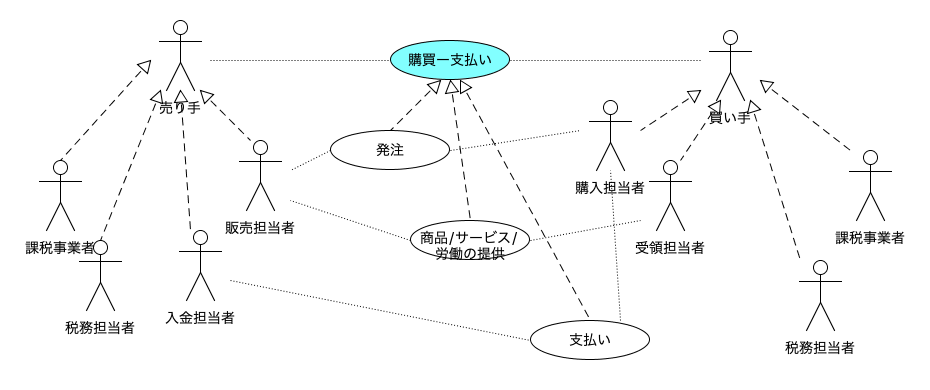 購買ー支払い
売り手
買い手
発注
購入担当者
販売担当者
商品/サービス/
労働の提供
課税事業者
受領担当者
課税事業者
税務担当者
入金担当者
支払い
税務担当者